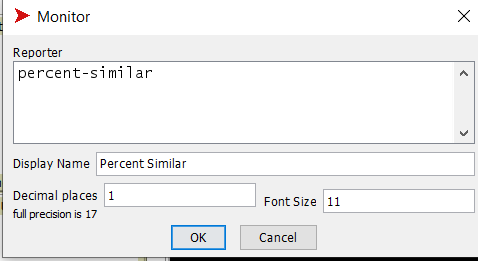 Monitor
Reporter
percent-similar
Display Name Percent Similar
Decimal places 1
Font Size 11
full precision is 17
OK Cancel